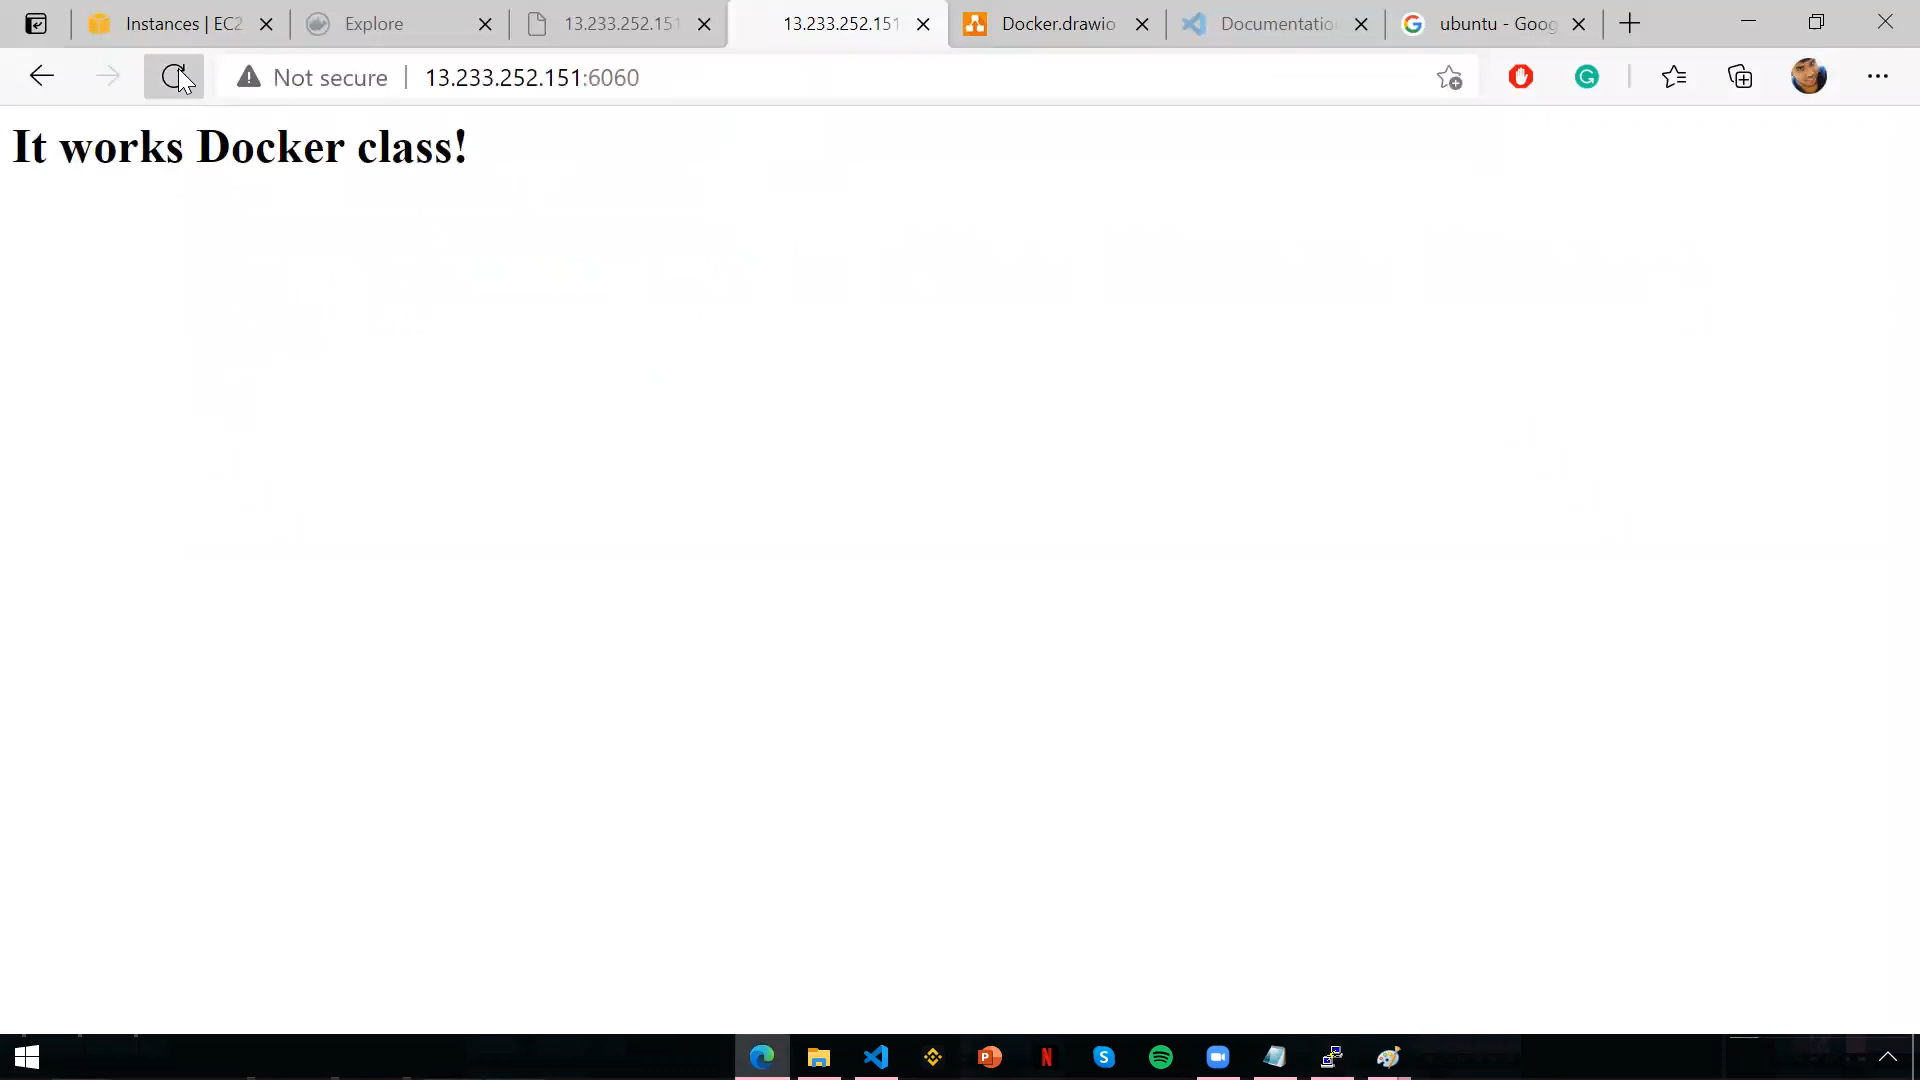 Instances | EC2
Explore
13.233.252.151
13.233.252.151
Docker.drawio
Documentatio
ubuntu - Goog
Not secure | 13.233.252.151:6060
It works Docker class!